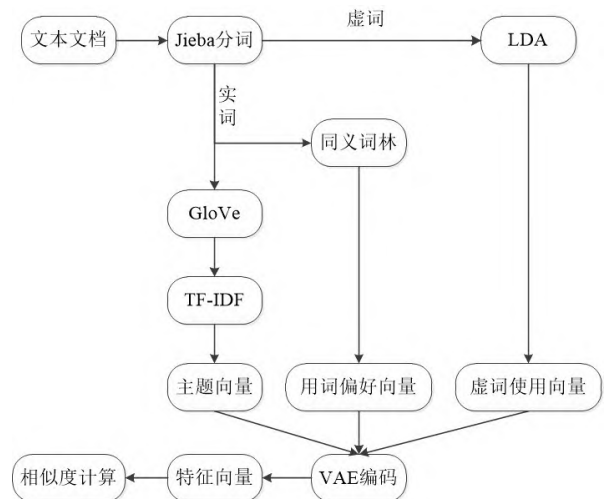 文本文档
Jieba分词
虚词
LDA
实
词
同义词林
GloVe
TF-IDF
主题向量
用词偏好向量
虚词使用向量
相似度计算
特征向量
VAE编码